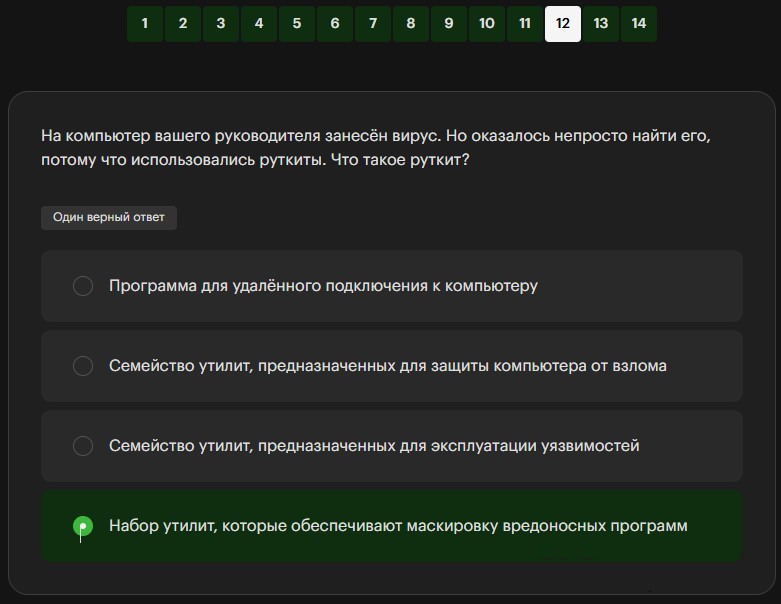 1 2 3 4 5 6 7 8 9 10 11 12 13 14
На компьютер вашего руководителя занесён вирус. Но оказалось непросто найти его,
потому что использовались руткиты. Что такое руткит?
Один верный ответ
Программа для удалённого подключения к компьютеру
Семейство утилит, предназначенных для защиты компьютера от взлома
Семейство утилит, предназначенных для эксплуатации уязвимостей
Набор утилит, которые обеспечивают маскировку вредоносных программ